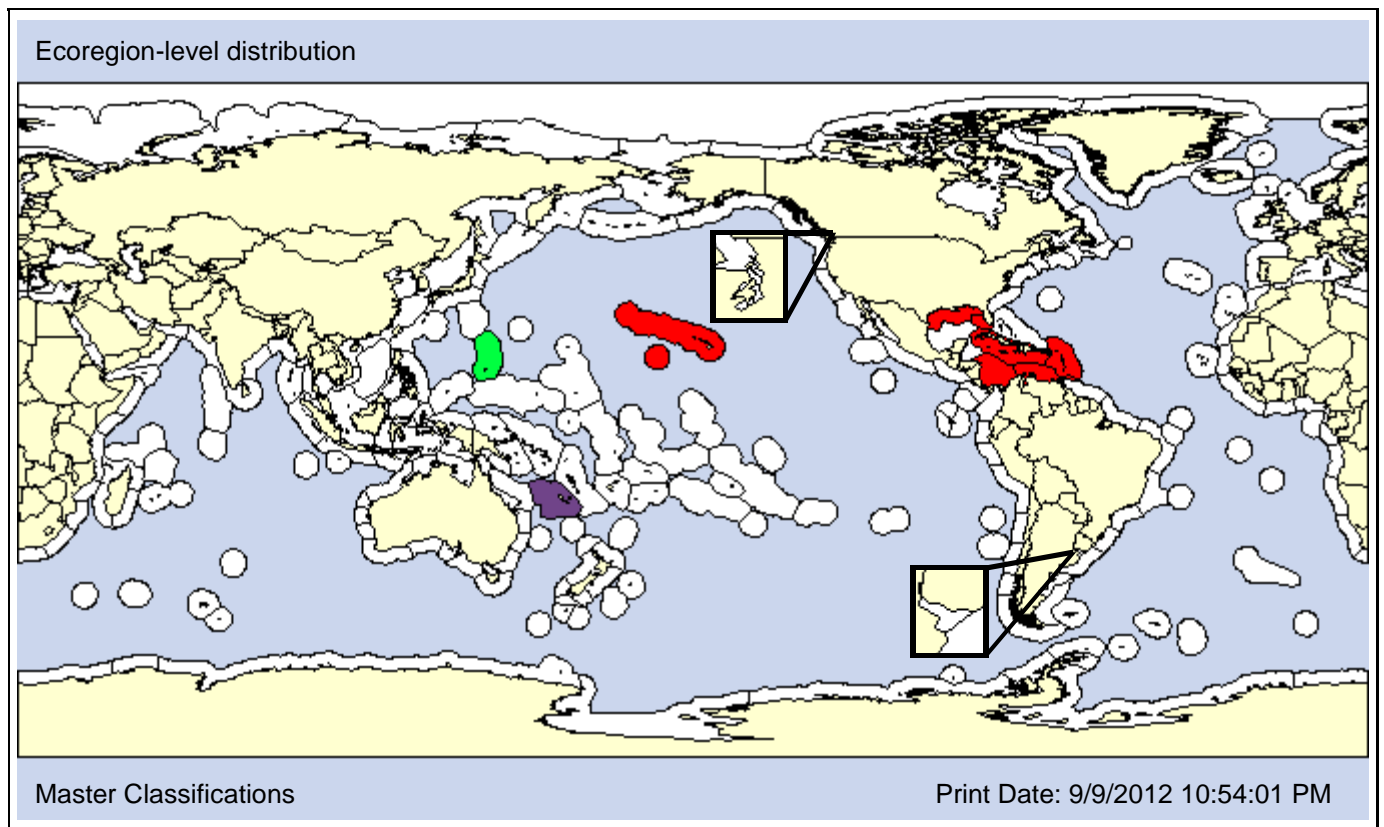 Ecoregion-level distribution
Master Classifications
Print Date: 9/9/2012 10:54:01 PM